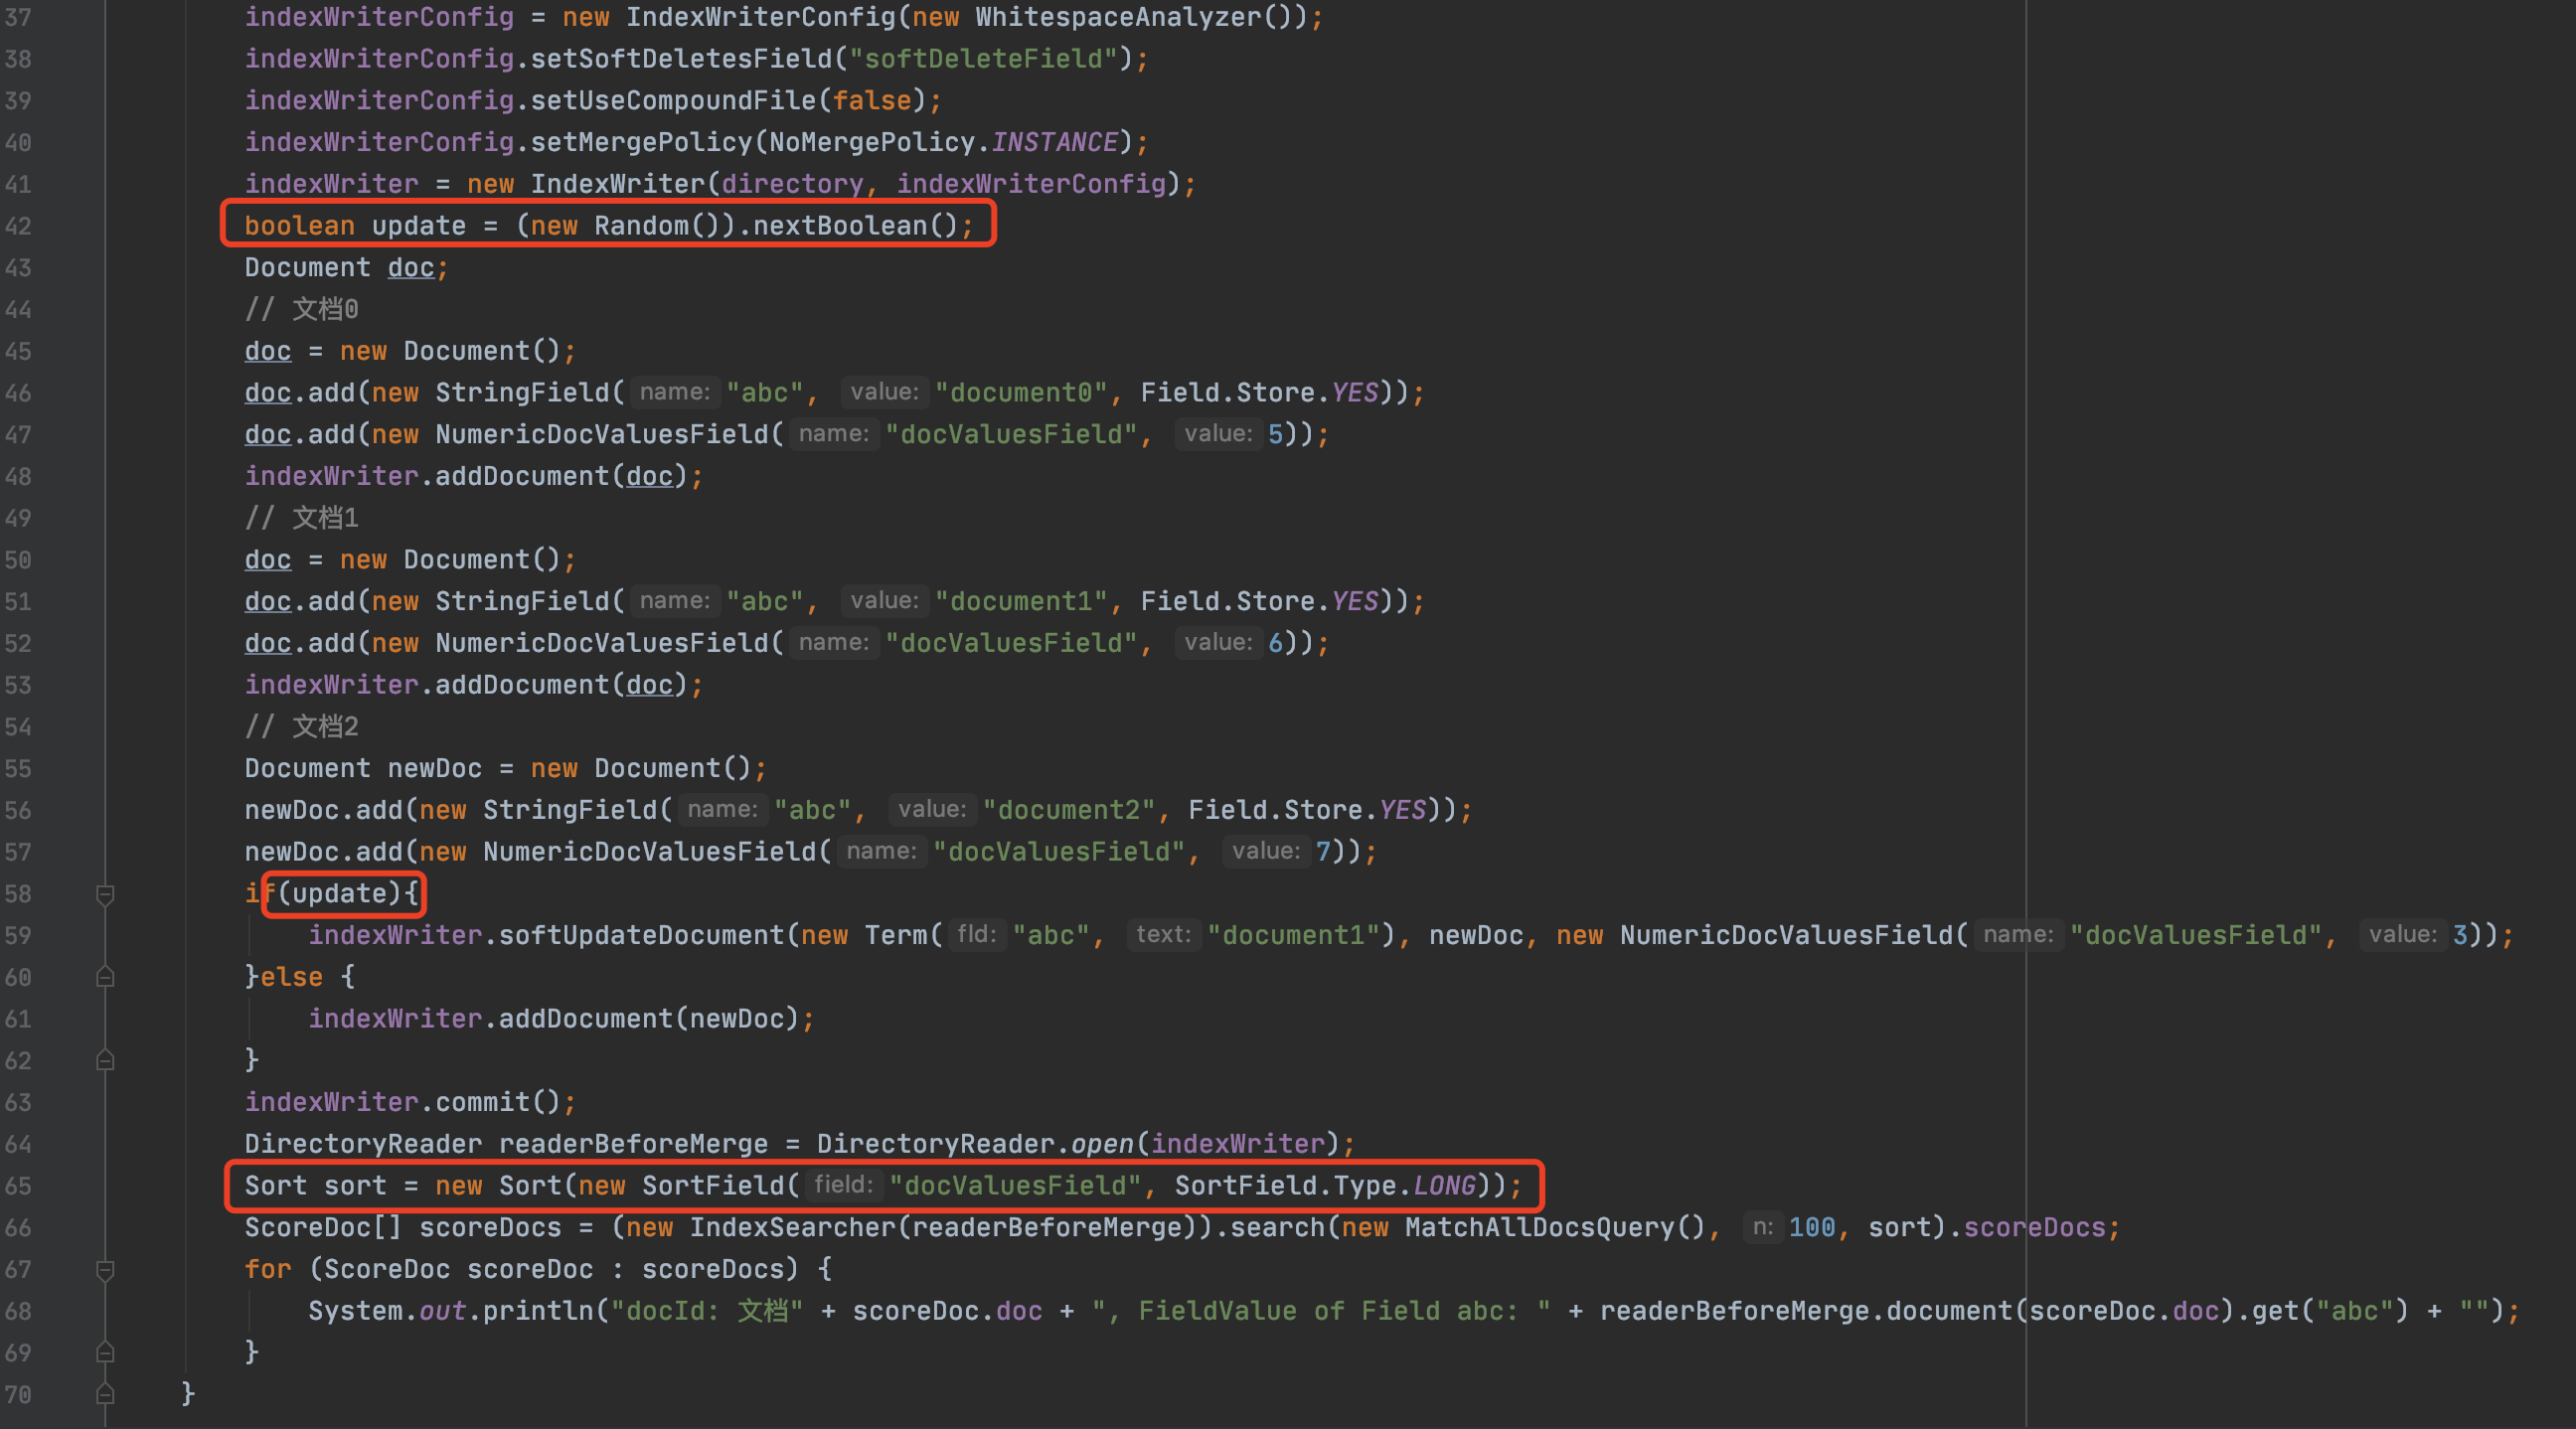 37 indexWriterConfig = new IndexWriterConfig(new WhitespaceAnalyzer());
38 indexWriterConfig.setSoftDeletesField("softDeleteField");
39 indexWriterConfig.setUseCompoundFile(false);
40 indexWriterConfig.setMergePolicy(NoMergePolicy.INSTANCE);
41 indexWriter = new IndexWriter(directory, indexWriterConfig);
42 boolean update = (new Random()).nextBoolean();
43 Document doc;
44 // 文档0
45 doc = new Document();
46 doc.add(new StringField( name: "abc", value: "document0", Field.Store.YES));
47 doc.add(new NumericDocValuesField( name: "docValuesField", value: 5));
48 indexWriter.addDocument(doc);
49 // 文档1
50 doc = new Document();
51 doc.add(new StringField( name: "abc", value: "document1", Field.Store.YES));
52 doc.add(new NumericDocValuesField( name: "docValuesField", value: 6));
53 indexWriter.addDocument(doc);
54 // 文档2
55 Document newDoc = new Document();
56 newDoc.add(new StringField( name: "abc", value: "document2", Field.Store.YES));
57 newDoc.add(new NumericDocValuesField( name: "docValuesField", value: 7));
58 if(update){
59 indexWriter.softUpdateDocument(new Term( fld: "abc", text: "document1"), newDoc, new NumericDocValuesField( name: "docValuesField", value: 3));
60 }else {
61 indexWriter.addDocument(newDoc);
62 }
63 indexWriter.commit();
64 DirectoryReader readerBeforeMerge = DirectoryReader.open(indexWriter);
65 Sort sort = new Sort(new SortField( field: "docValuesField", SortField.Type.LONG));
66 ScoreDoc[] scoreDocs = (new IndexSearcher(readerBeforeMerge)).search(new MatchAllDocsQuery(), n: 100, sort).scoreDocs;
67 for (ScoreDoc scoreDoc : scoreDocs) {
68 System.out.println("docId: 文档" + scoreDoc.doc + ", FieldValue of Field abc: " + readerBeforeMerge.document(scoreDoc.doc).get("abc") + "");
69 }
70 }